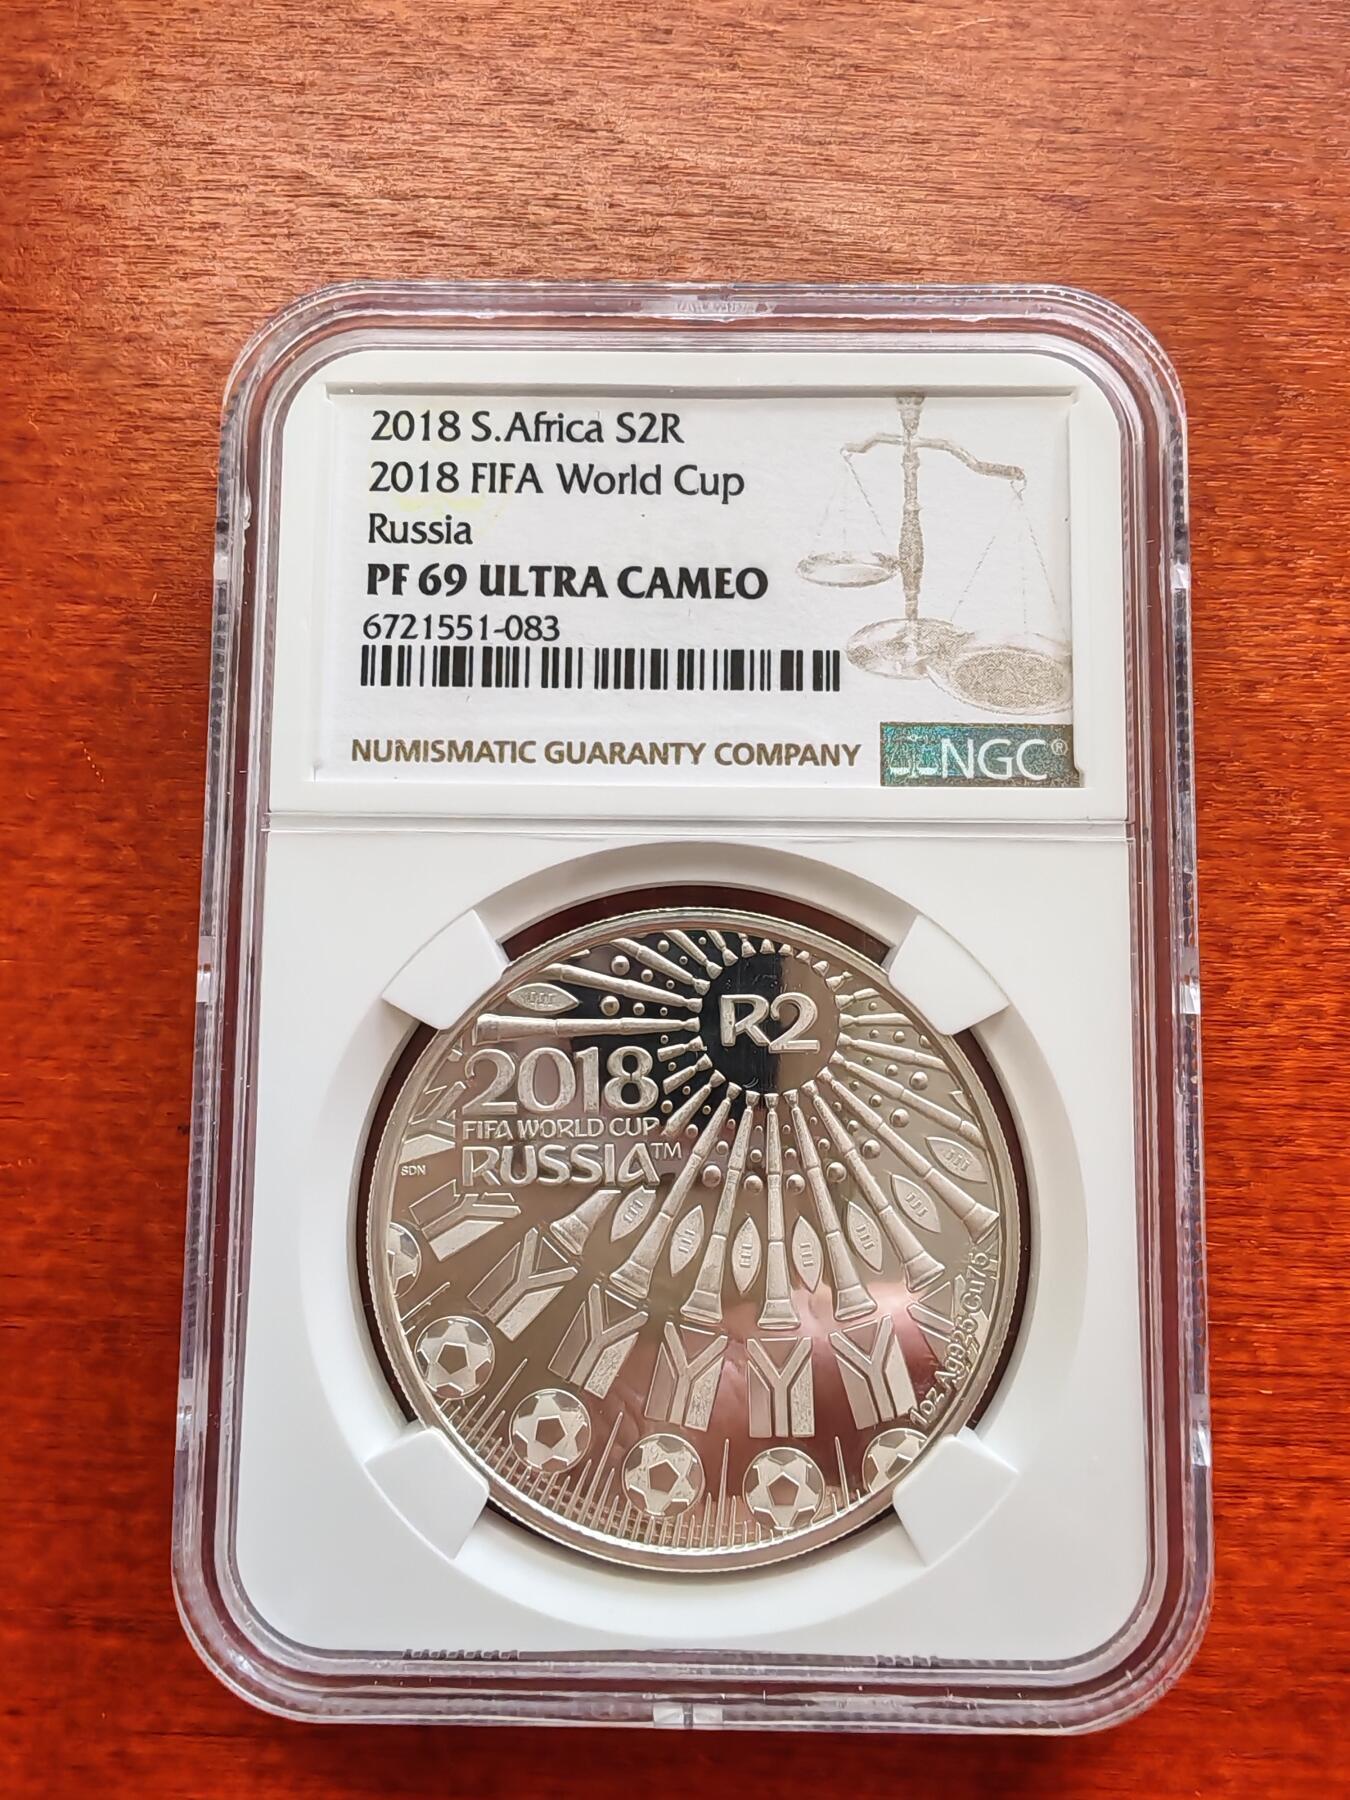 2018 S.Africa S2R
2018 FIFA World Cup
Russia
PF 69 ULTRA CAMEO
6721551-083
NUMISMATIC GUARANTY COMPANY
NGC®
R2
2018
FIFA WORLD CUP
RUSSIA™
SDN
1oz Ag925-Cu75